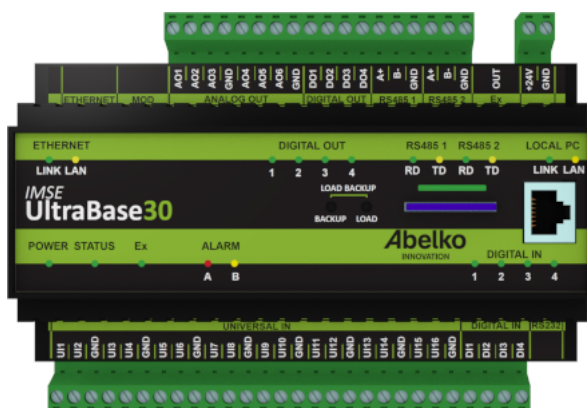 AO1 AO2 AO3 GND AO4 AO5 AO6 GND DO1 DO2 DO3 DO4 A+ B- GND A+ B- GND OUT +24V GND
ETHERNET MOD ANALOG OUT DIGITAL OUT RS485 1 RS485 2 Ex
ETHERNET DIGITAL OUT RS485 1 RS485 2 LOCAL PC
LINK LAN 1 2 3 4 RD TD RD TD LINK LAN
IMSE LOAD BACKUP
UltraBase30
BACKUP LOAD
POWER STATUS Ex ALARM Abelko
INNOVATION DIGITAL IN
A B 1 2 3 4
UNIVERSAL IN DIGITAL IN RS232
UI1 UI2 GND UI3 UI4 GND UI5 UI6 GND UI7 UI8 GND UI9 UI10 GND UI11 UI12 GND UI13 UI14 GND UI15 UI16 GND DI1 DI2 DI3 DI4